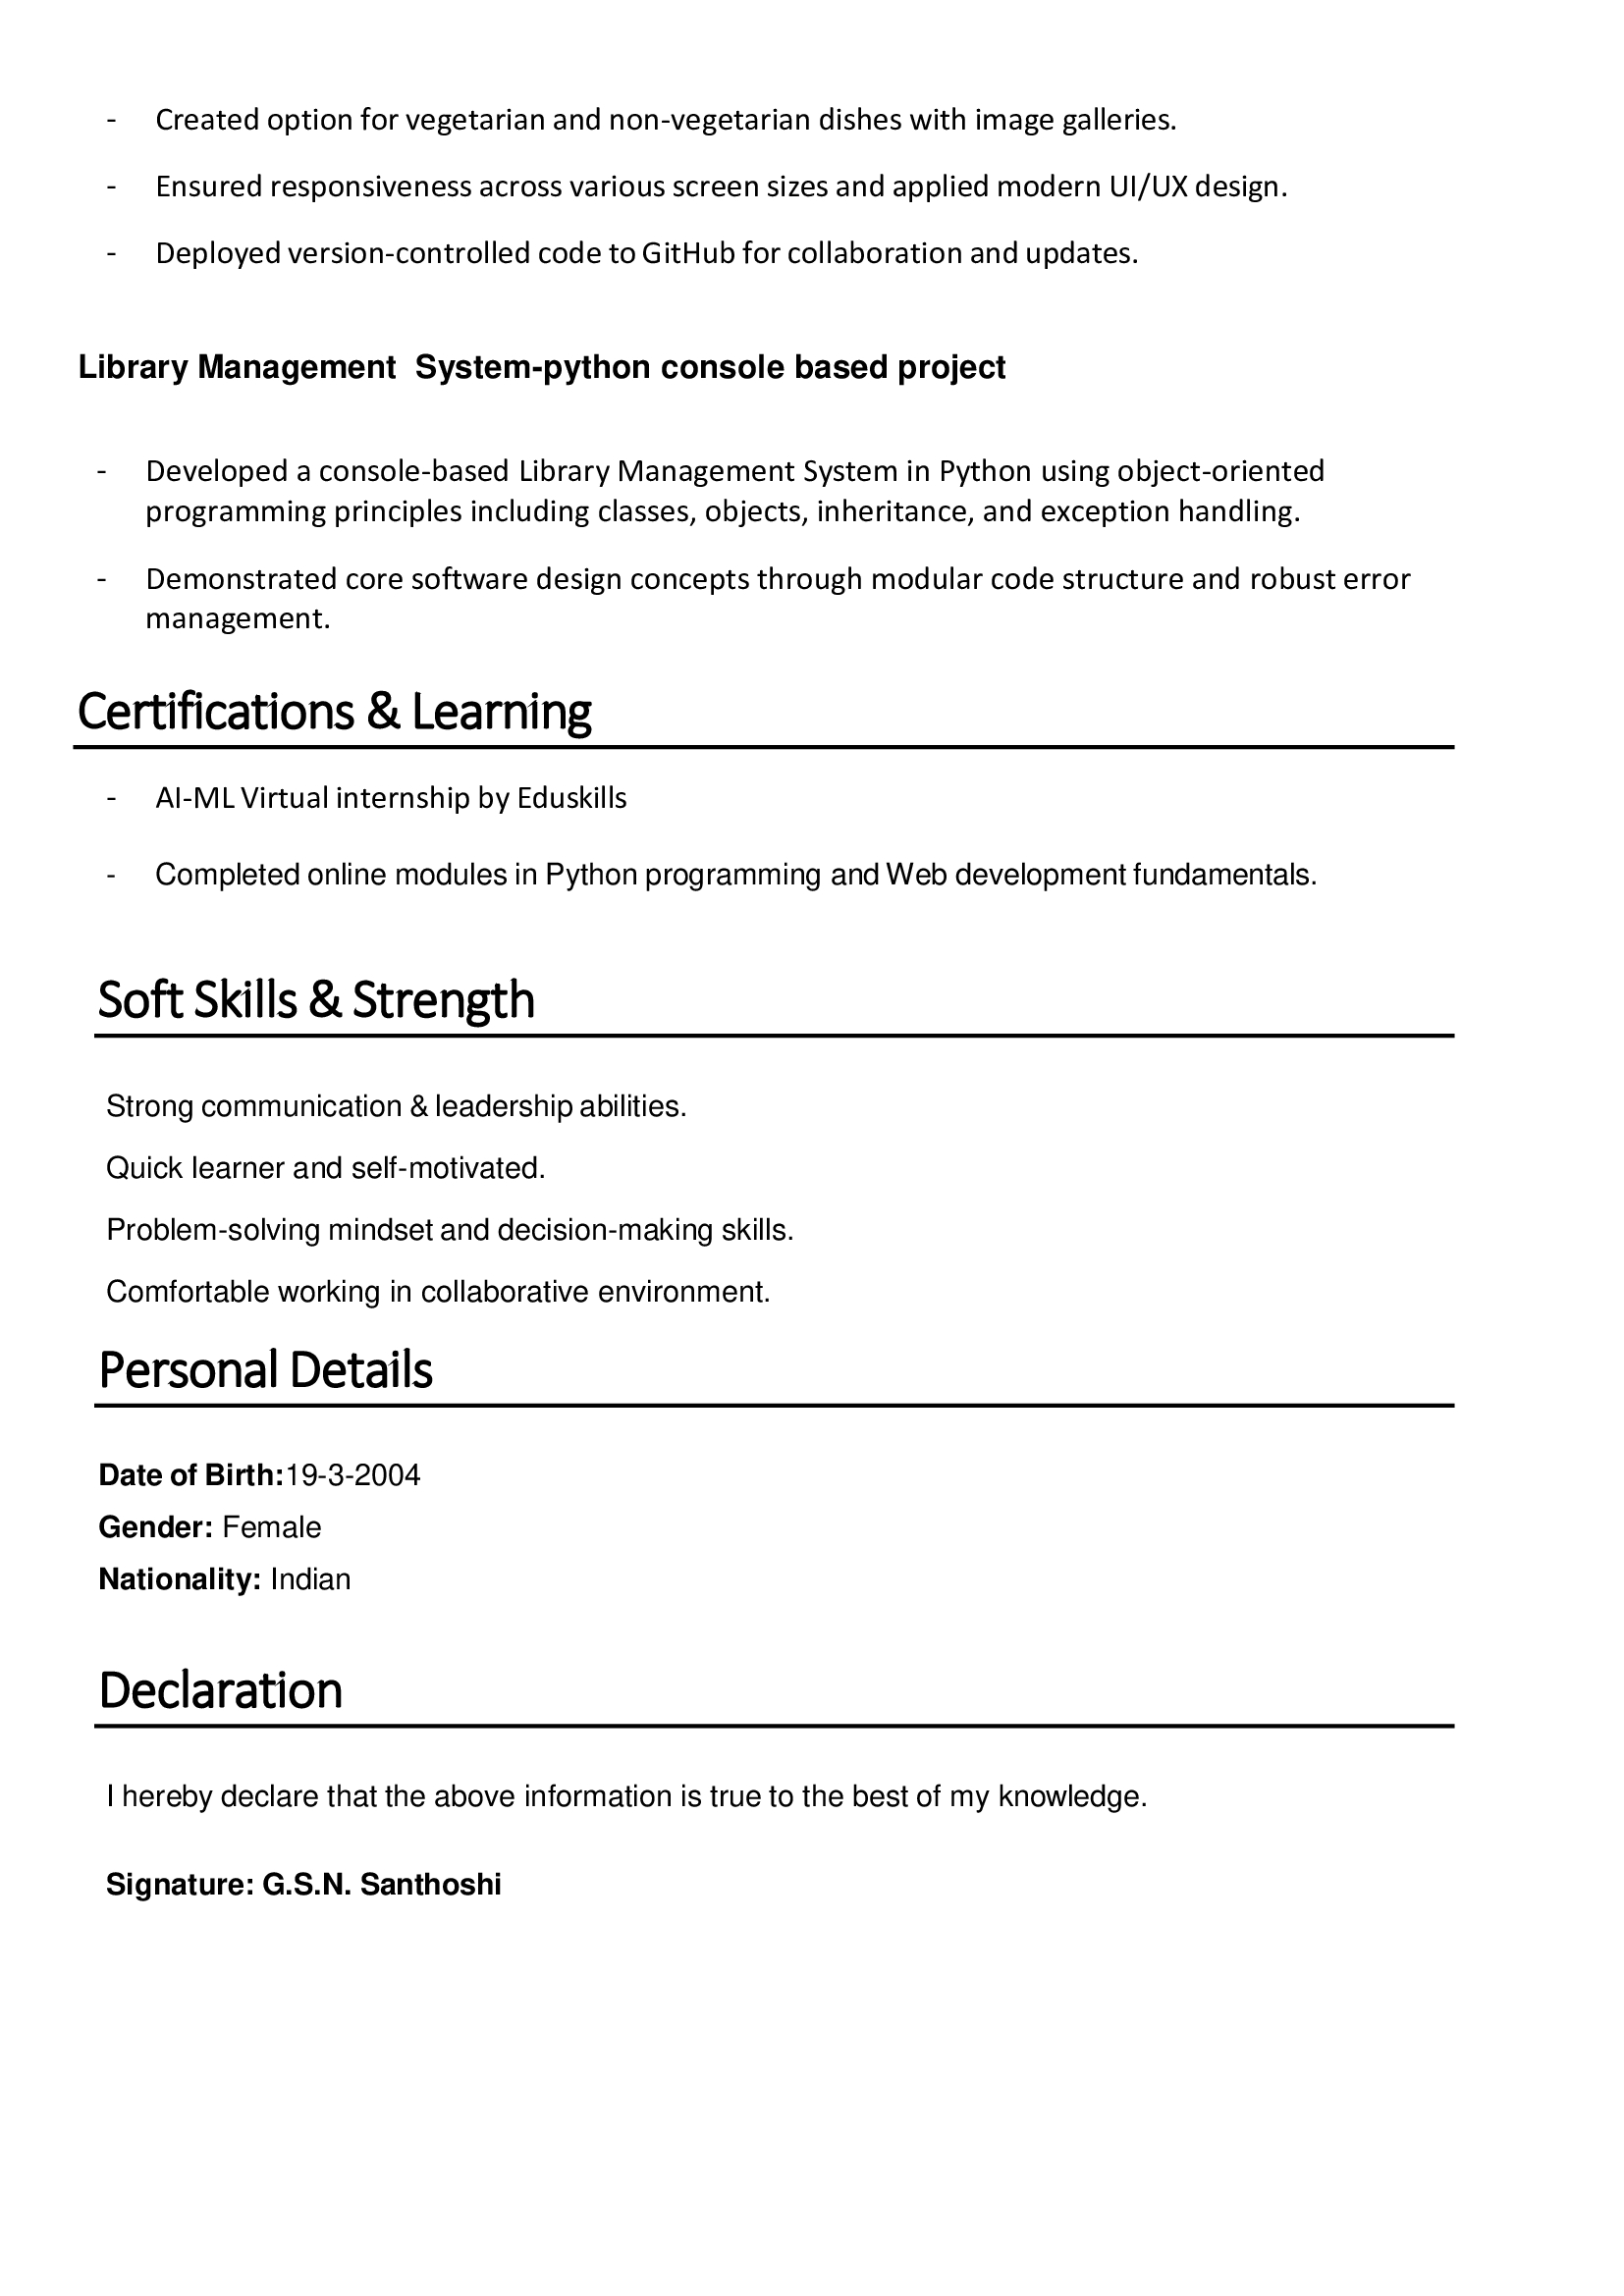 - Created option for vegetarian and non-vegetarian dishes with image galleries.
- Ensured responsiveness across various screen sizes and applied modern UI/UX design.
- Deployed version-controlled code to GitHub for collaboration and updates.
Library Management  System-python console based project
- Developed a console-based Library Management System in Python using object-oriented
programming principles including classes, objects, inheritance, and exception handling.
- Demonstrated core software design concepts through modular code structure and robust error
management.
Certifications & Learning
- AI-ML Virtual internship by Eduskills
- Completed online modules in Python programming and Web development fundamentals.
Soft Skills & Strength
Strong communication & leadership abilities.
Quick learner and self-motivated.
Problem-solving mindset and decision-making skills.
Comfortable working in collaborative environment.
Personal Details
Date of Birth:19-3-2004
Gender: Female
Nationality: Indian
Declaration
I hereby declare that the above information is true to the best of my knowledge.
Signature: G.S.N. Santhoshi